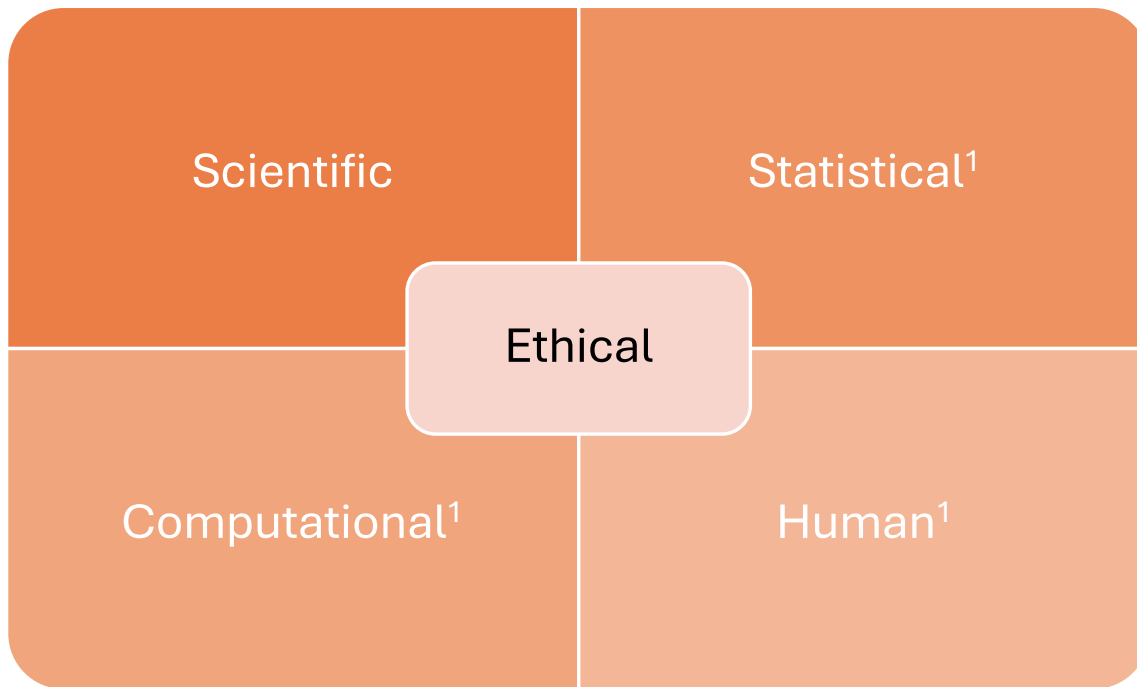 Scientific
Statistical¹
Ethical
Computational¹
Human¹